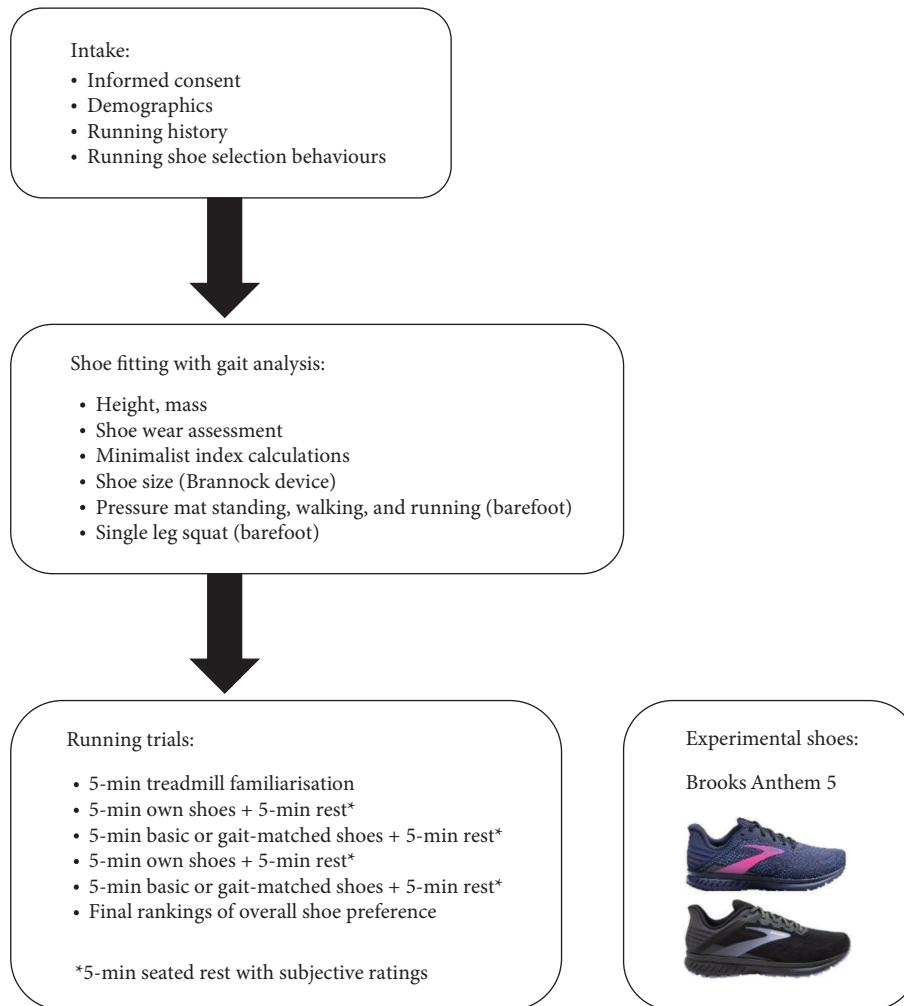 Intake:
• Informed consent
• Demographics
• Running history
• Running shoe selection behaviours
Shoe fitting with gait analysis:
• Height, mass
• Shoe wear assessment
• Minimalist index calculations
• Shoe size (Brannock device)
• Pressure mat standing, walking, and running (barefoot)
• Single leg squat (barefoot)
Running trials:
• 5-min treadmill familiarisation
• 5-min own shoes + 5-min rest*
• 5-min basic or gait-matched shoes + 5-min rest*
• 5-min own shoes + 5-min rest*
• 5-min basic or gait-matched shoes + 5-min rest*
• Final rankings of overall shoe preference
*5-min seated rest with subjective ratings
Experimental shoes:
Brooks Anthem 5